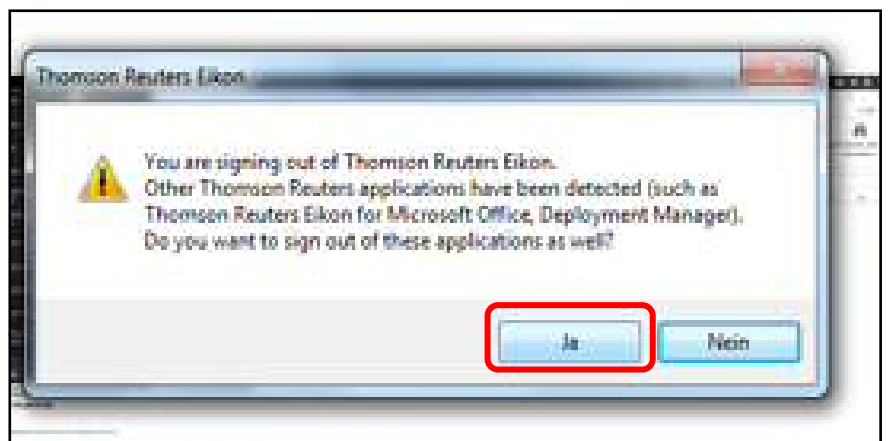 Thomson Reuters Eikon
You are signing out of Thomson Reuters Eikon.
Other Thomson Reuters applications have been detected (such as
Thomson Reuters Eikon for Microsoft Office, Deployment Manager).
Do you want to sign out of these applications as well?
Ja
Nein